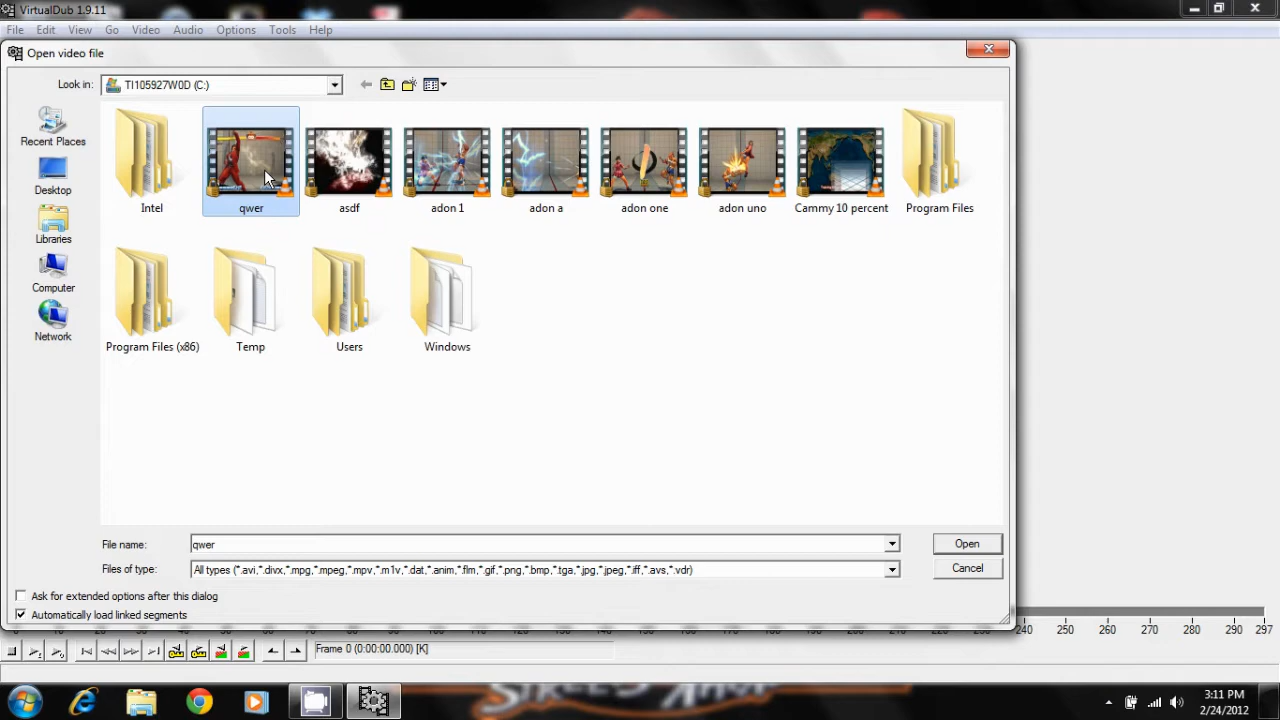 VirtualDub 1.9.11
File Edit View Go Video Audio Options Tools Help
Open video file
Look in: TI105927W0D (C:)
Recent Places
Desktop
Libraries
Computer
Network
Intel qwer asdf adon 1 adon a adon one adon uno Cammy 10 percent Program Files
Program Files (x86) Temp Users Windows
File name: qwer Open
Files of type: All types (*.avi,*.divx,*.mpg,*.mpeg,*.mpv,*.m1v,*.dat,*.anim,*.flm,*.gif,*.png,*.bmp,*.tga,*.jpg,*.jpeg,*.iff,*.avs,*.vdr) Cancel
Ask for extended options after this dialog
Automatically load linked segments
240 250 260 270 280 297
Frame 0 (0:00:00.000) [K]
3:11 PM
2/24/2012